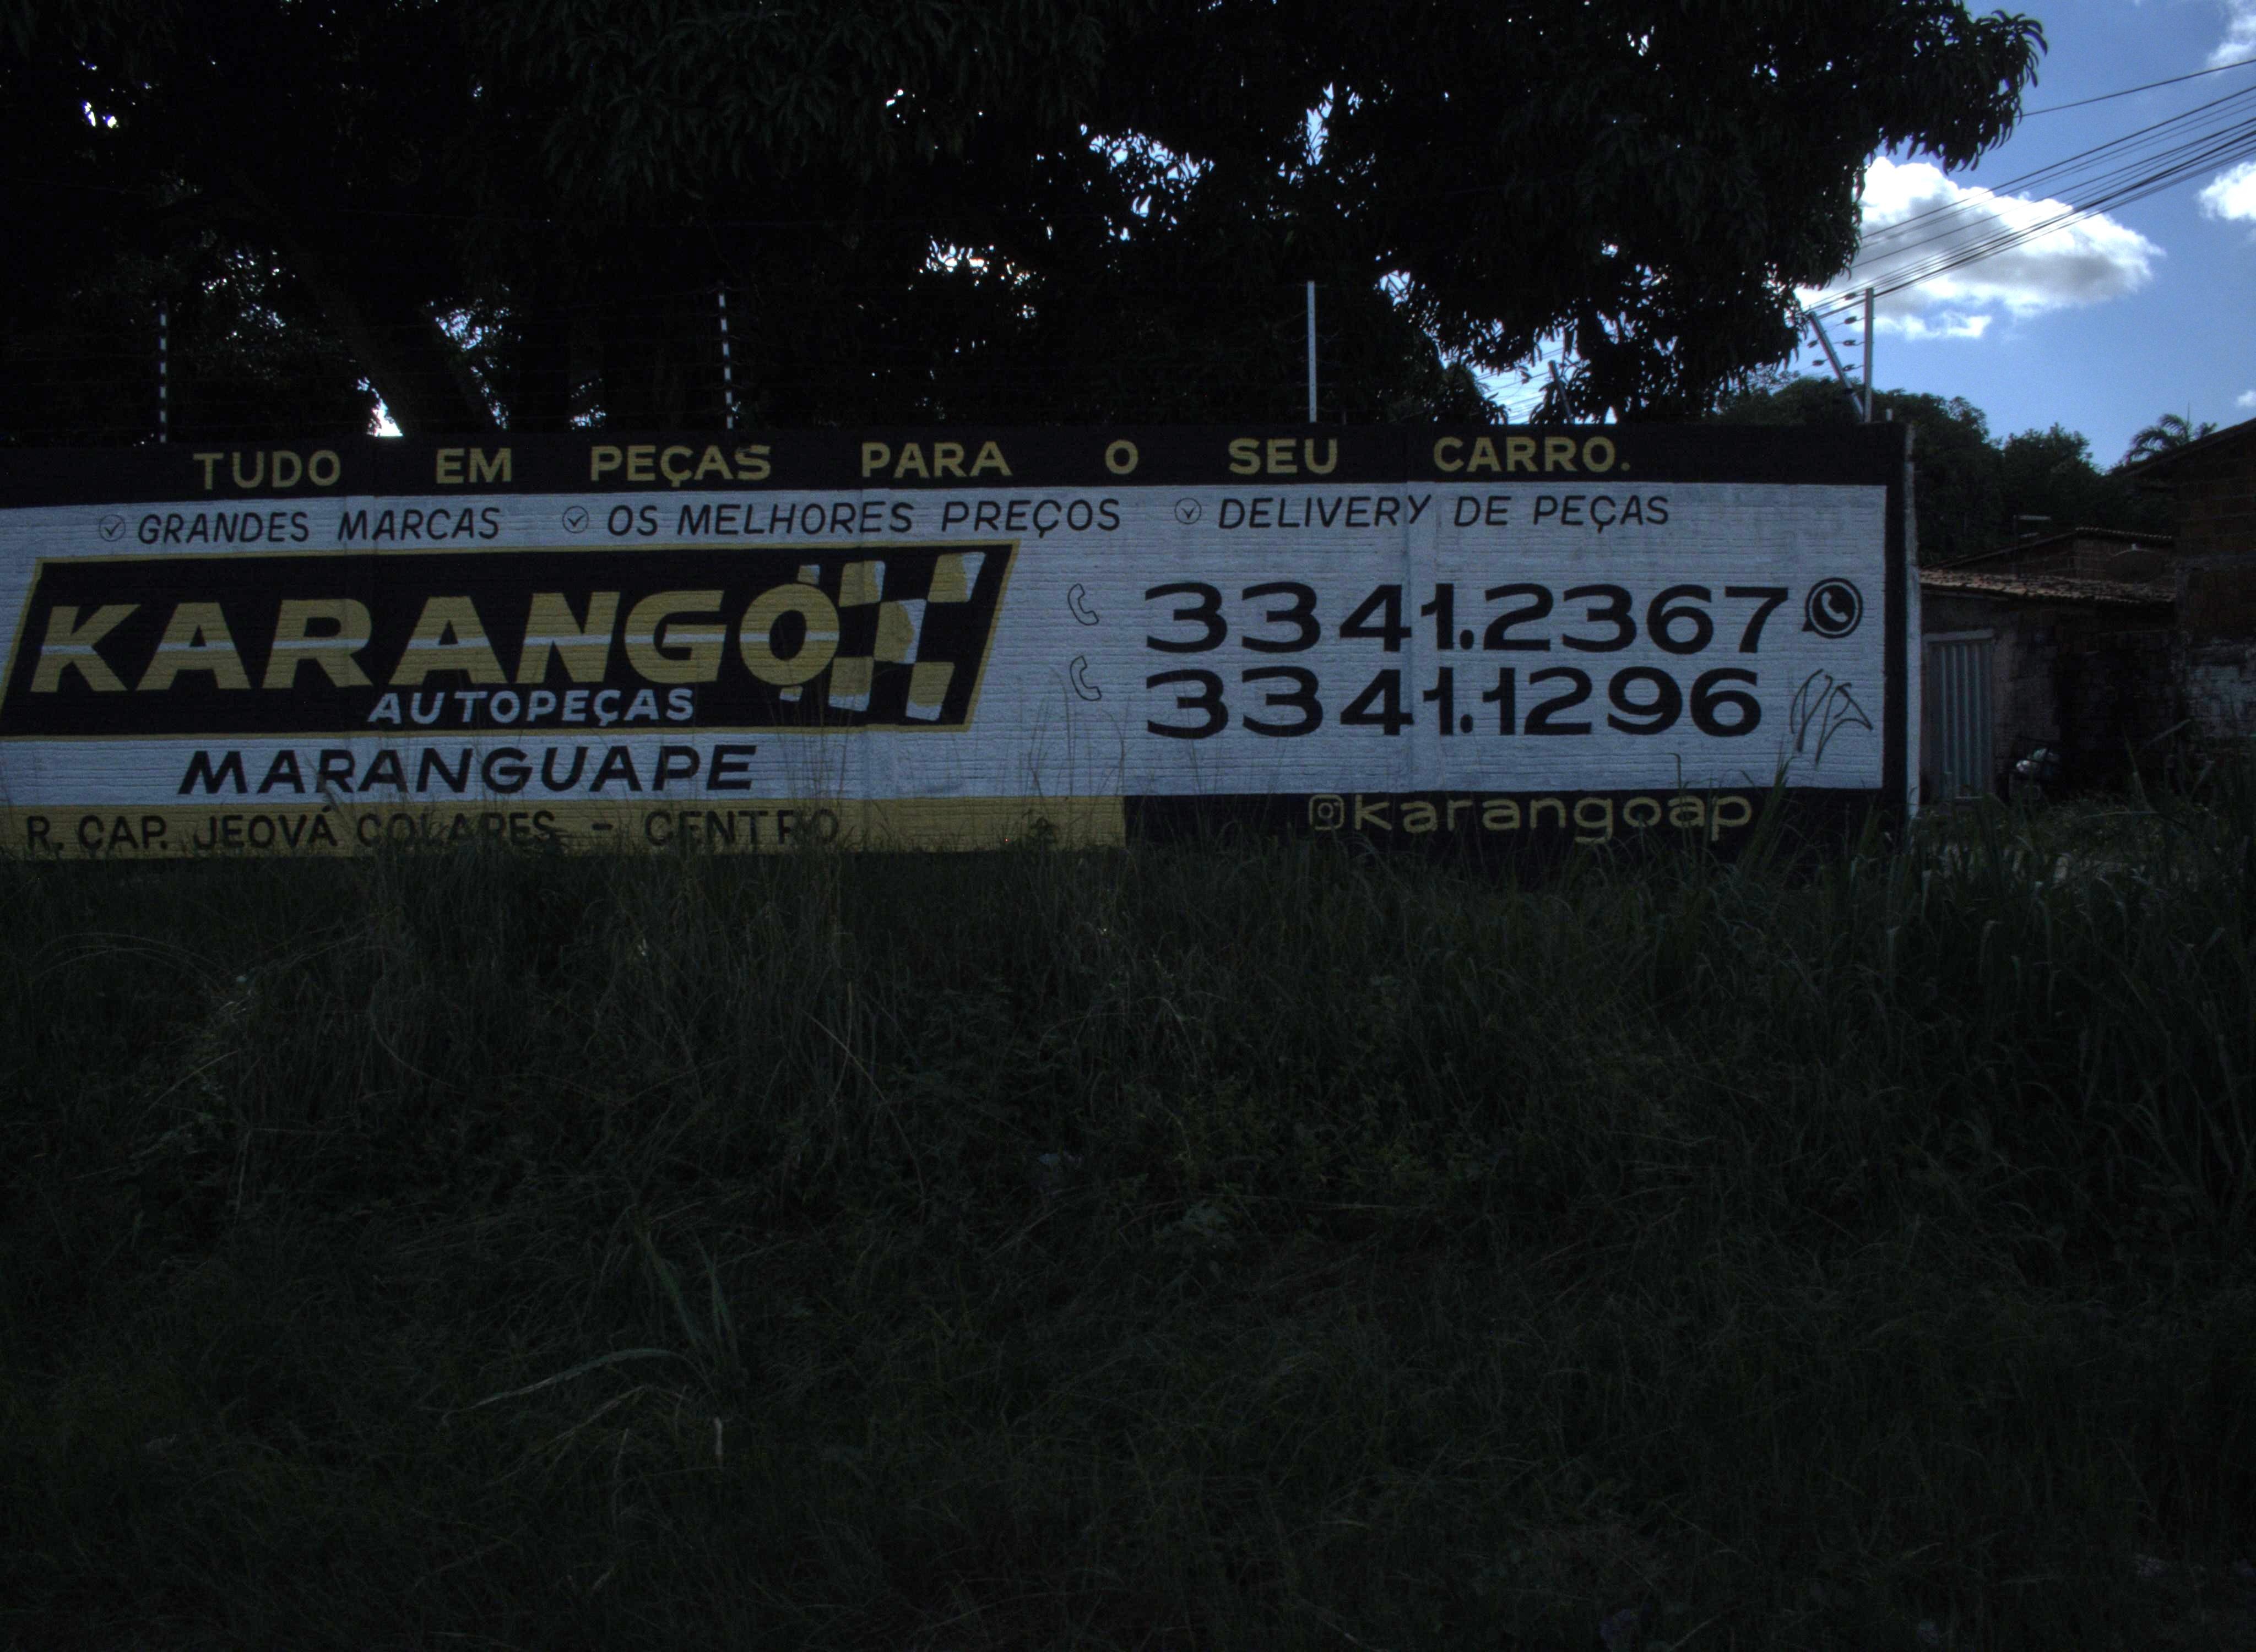 TUDO EM PEÇAS PARA O SEU CARRO.
GRANDES MARCAS OS MELHORES PREÇOS DELIVERY DE PEÇAS
KARANGO
AUTOPEÇAS
MARANGUAPE
R. CAP. JEOVÁ COLARES - CENTRO
3341.2367
3341.1296
@karangoap